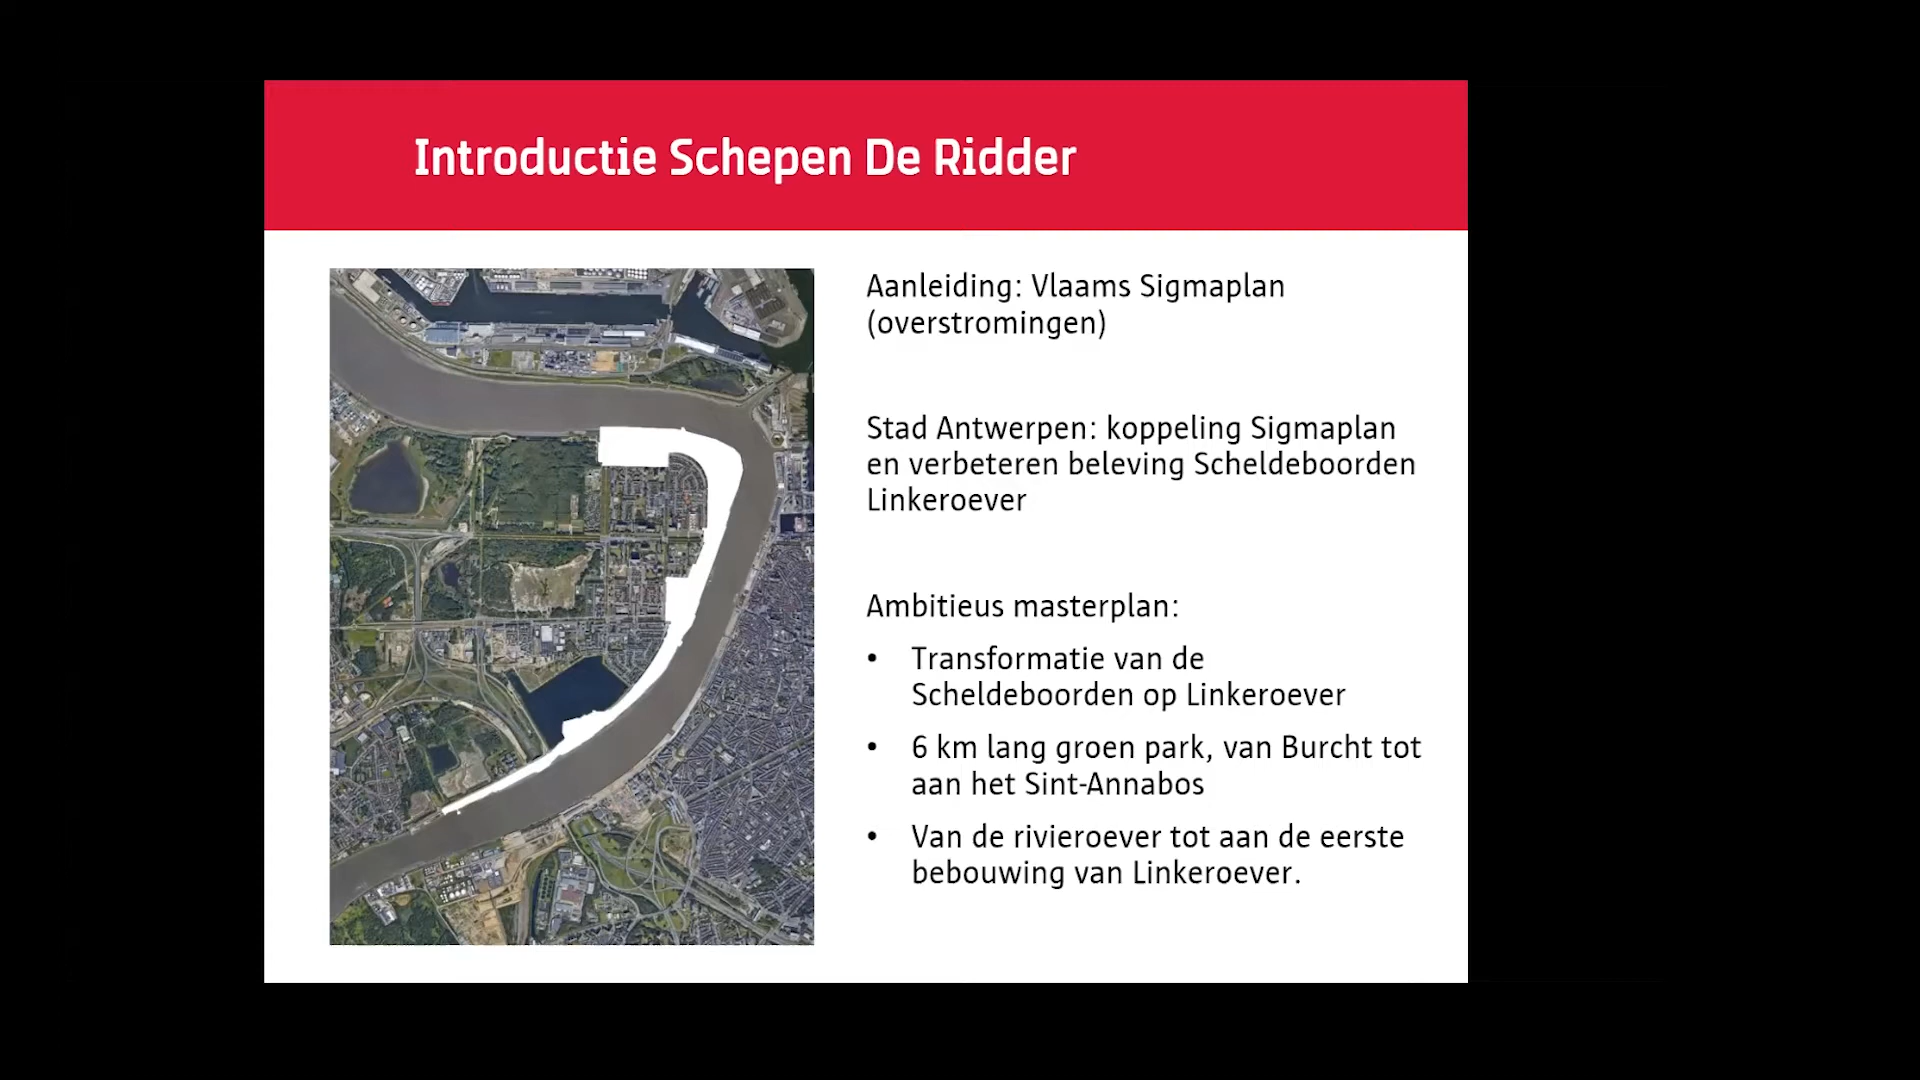 Introductie Schepen De Ridder
Aanleiding: Vlaams Sigmaplan
(overstromingen)
Stad Antwerpen: koppeling Sigmaplan
en verbeteren beleving Scheldeboorden
Linkeroever
Ambitieus masterplan:
• Transformatie van de
Scheldeboorden op Linkeroever
• 6 km lang groen park, van Burcht tot
aan het Sint-Annabos
• Van de rivieroever tot aan de eerste
bebouwing van Linkeroever.